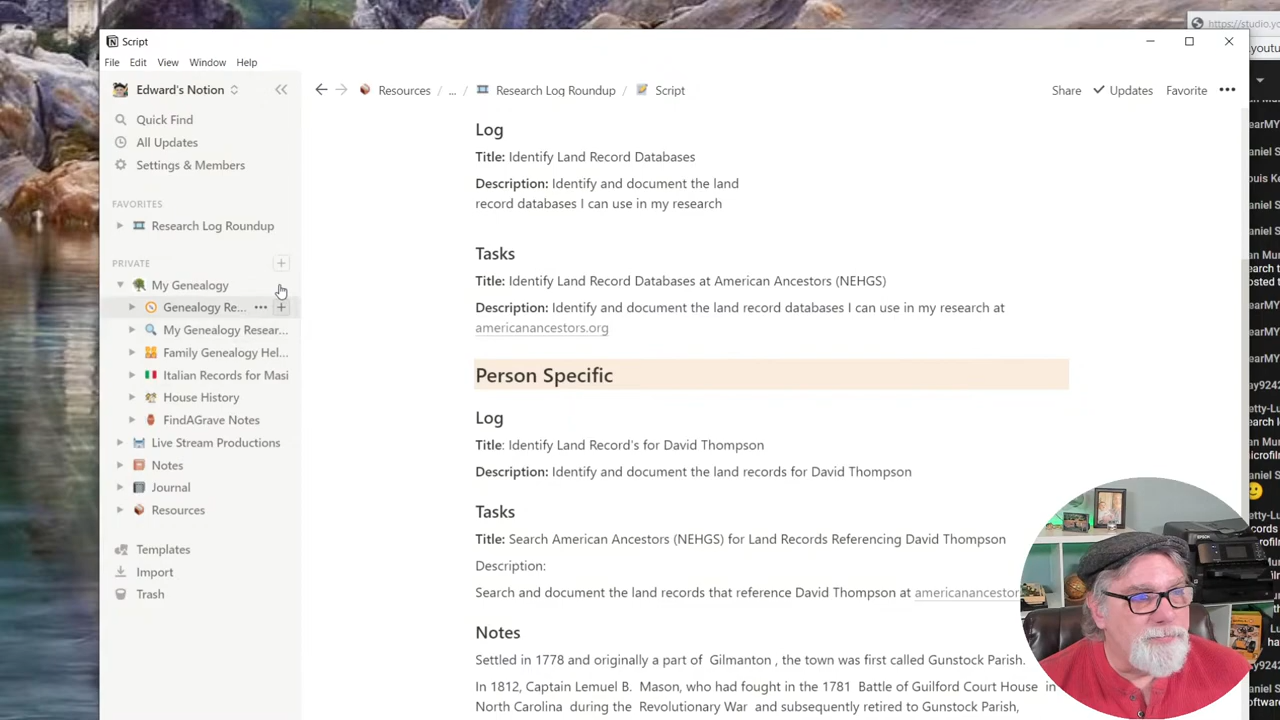 https://studio.yo
Script
youtu
File Edit View Window Help
Edward's Notion
Resources / ... / Research Log Roundup / Script
Share Updates Favorite •••
Quick Find
All Updates
Settings & Members
FAVORITES
Research Log Roundup
PRIVATE
My Genealogy
Genealogy Re... •••
My Genealogy Resear...
Family Genealogy Hel...
Italian Records for Masi
House History
FindAGrave Notes
Live Stream Productions
Notes
Journal
Resources
Templates
Import
Trash
Log
Title: Identify Land Record Databases
Description: Identify and document the land
record databases I can use in my research
Tasks
Title: Identify Land Record Databases at American Ancestors (NEHGS)
Description: Identify and document the land record databases I can use in my research at
americanancestors.org
Person Specific
Log
Title: Identify Land Record's for David Thompson
Description: Identify and document the land records for David Thompson
Tasks
Title: Search American Ancestors (NEHGS) for Land Records Referencing David Thompson
Description:
Search and document the land records that reference David Thompson at americanancestor
Notes
Settled in 1778 and originally a part of Gilmanton , the town was first called Gunstock Parish.
In 1812, Captain Lemuel B. Mason, who had fought in the 1781 Battle of Guilford Court House in
North Carolina during the Revolutionary War and subsequently retired to Gunstock Parish,